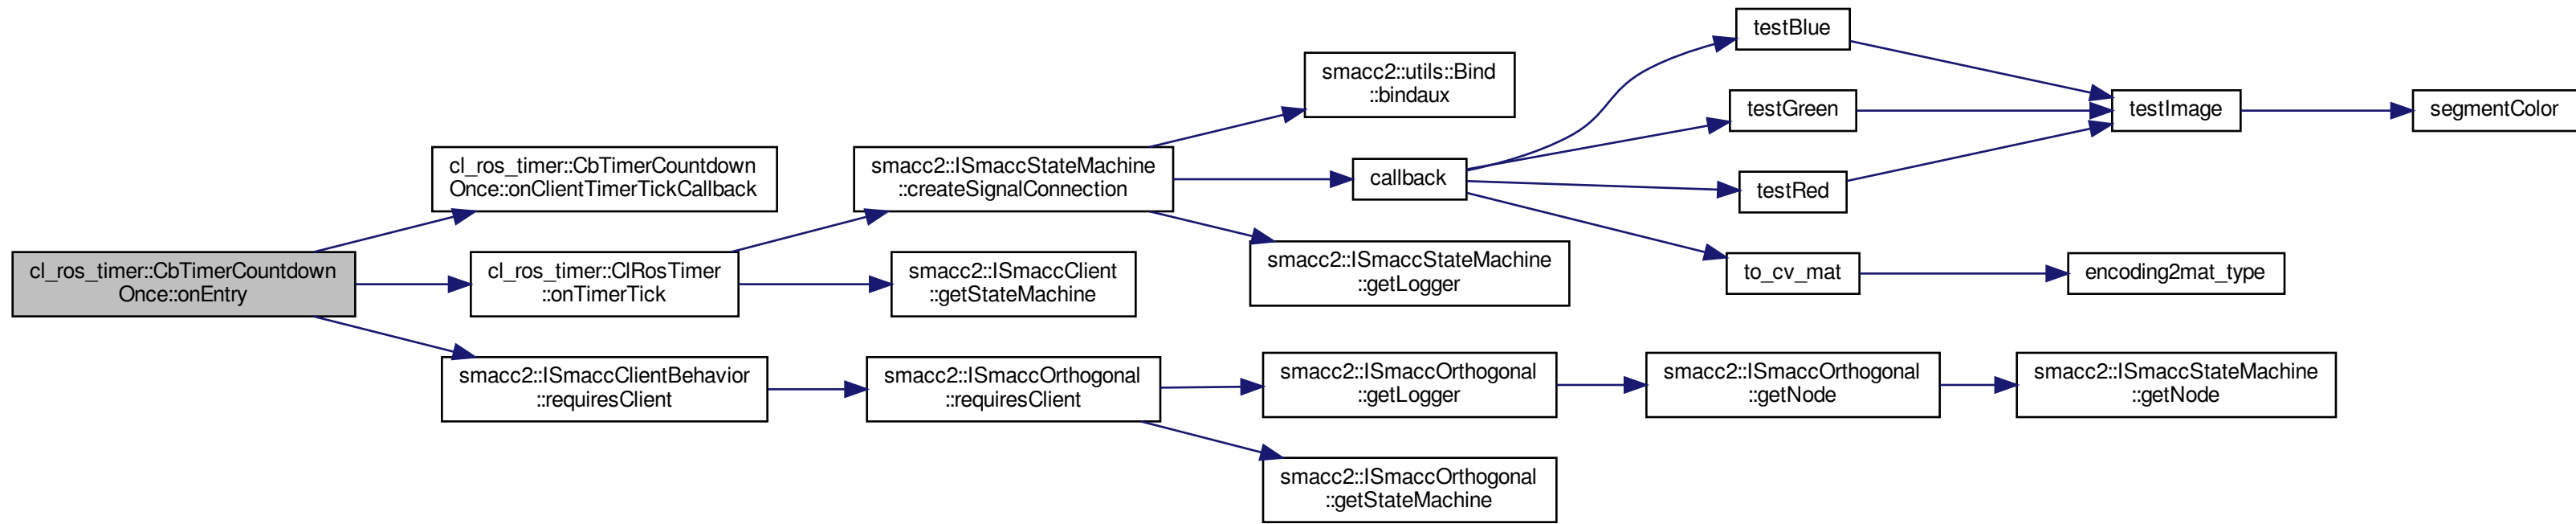 cl_ros_timer::CbTimerCountdown
Once::onEntry
cl_ros_timer::CbTimerCountdown
Once::onClientTimerTickCallback
cl_ros_timer::ClRosTimer
::onTimerTick
smacc2::ISmaccClientBehavior
::requiresClient
smacc2::ISmaccStateMachine
::createSignalConnection
smacc2::ISmaccClient
::getStateMachine
smacc2::ISmaccOrthogonal
::requiresClient
smacc2::utils::Bind
::bindaux
callback
smacc2::ISmaccStateMachine
::getLogger
smacc2::ISmaccOrthogonal
::getLogger
smacc2::ISmaccOrthogonal
::getStateMachine
testBlue
testGreen
testRed
to_cv_mat
smacc2::ISmaccOrthogonal
::getNode
testImage
encoding2mat_type
smacc2::ISmaccStateMachine
::getNode
segmentColor